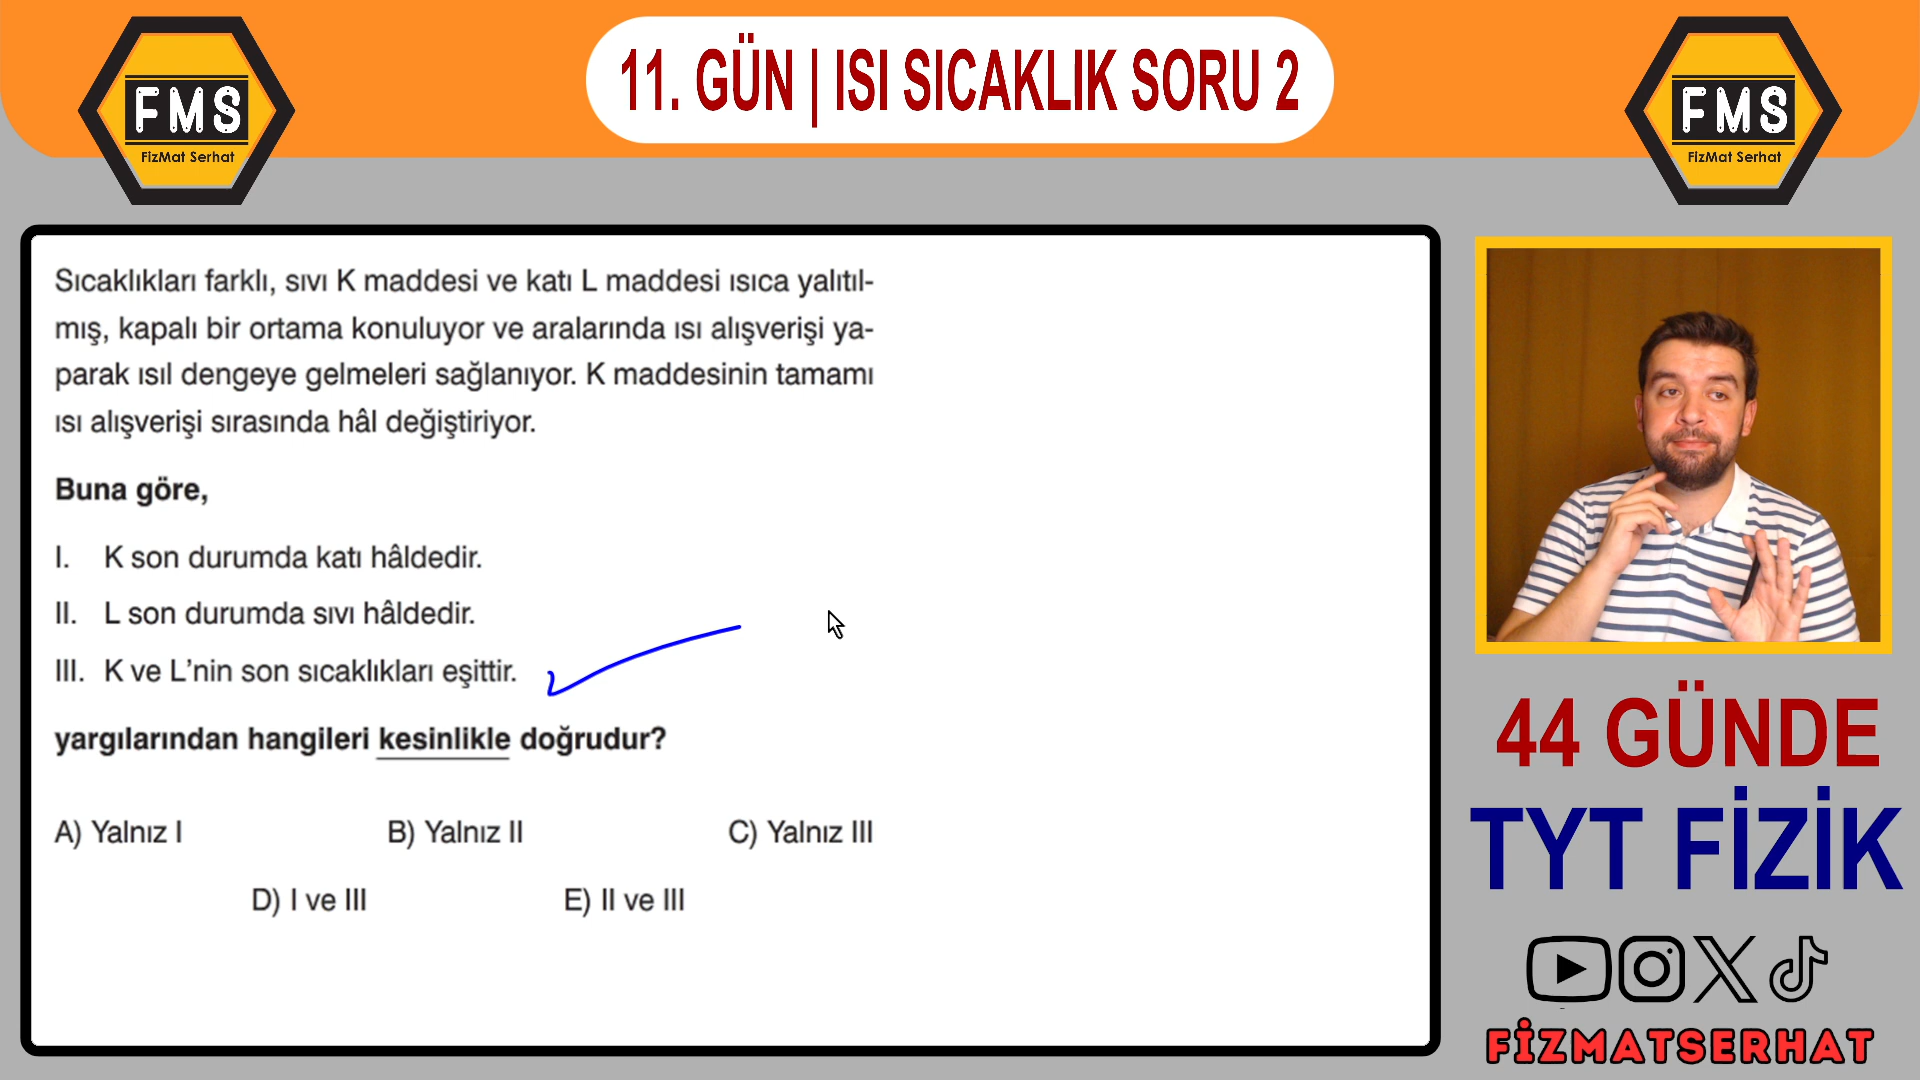 FMS
FizMat Serhat
11. GÜN | ISI SICAKLIK SORU 2
FMS
FizMat Serhat
Sıcaklıkları farklı, sıvı K maddesi ve katı L maddesi ısıca yalıtıl-
mış, kapalı bir ortama konuluyor ve aralarında ısı alışverişi ya-
parak ısıl dengeye gelmeleri sağlanıyor. K maddesinin tamamı
ısı alışverişi sırasında hâl değiştiriyor.
Buna göre,
I. K son durumda katı hâldedir.
II. L son durumda sıvı hâldedir.
III. K ve L’nin son sıcaklıkları eşittir.
yargılarından hangileri kesinlikle doğrudur?
A) Yalnız I B) Yalnız II C) Yalnız III
D) I ve III E) II ve III
44 GÜNDE
TYT FİZİK
FİZMATSERHAT